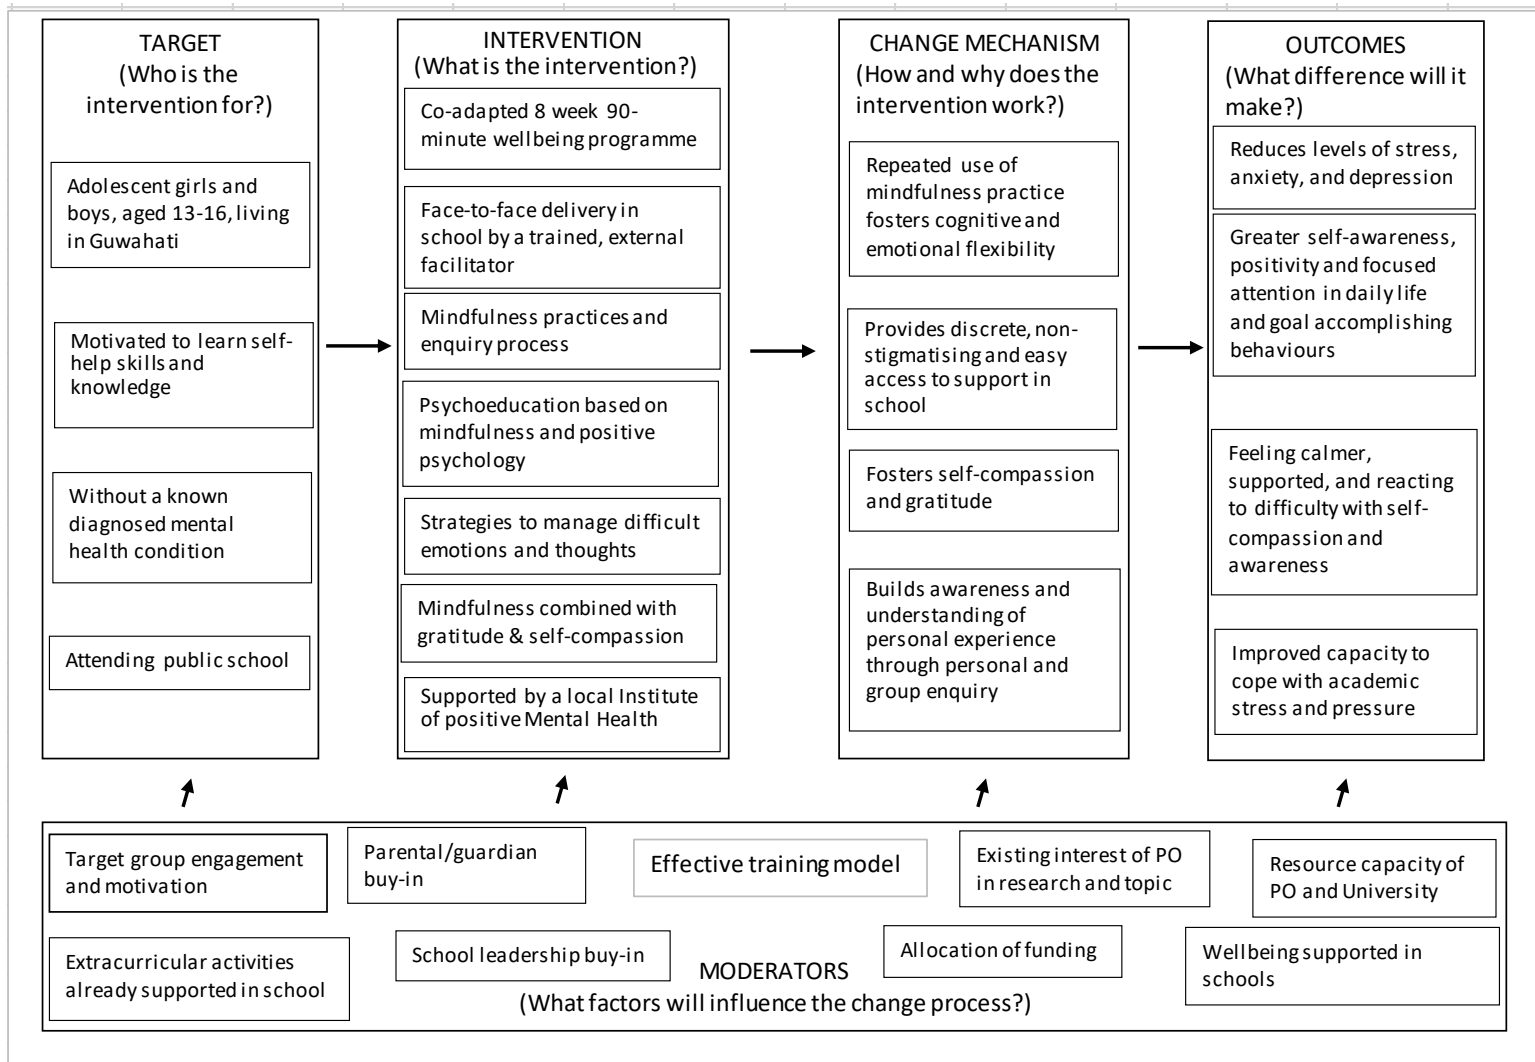 TARGET
(Who is the
intervention for?)
Adolescent girls and
boys, aged 13-16, living
in Guwahati
Motivated to learn self-
help skills and
knowledge
Without a known
diagnosed mental
health condition
Attending public school
INTERVENTION
(What is the intervention?)
Co-adapted 8 week 90-
minute wellbeing programme
Face-to-face delivery in
school by a trained, external
facilitator
Mindfulness practices and
enquiry process
Psychoeducation based on
mindfulness and positive
psychology
Strategies to manage difficult
emotions and thoughts
Mindfulness combined with
gratitude & self-compassion
Supported by a local Institute
of positive Mental Health
CHANGE MECHANISM
(How and why does the
intervention work?)
Repeated use of
mindfulness practice
fosters cognitive and
emotional flexibility
Provides discrete, non-
stigmatising and easy
access to support in
school
Fosters self-compassion
and gratitude
Builds awareness and
understanding of
personal experience
through personal and
group enquiry
OUTCOMES
(What difference will it
make?)
Reduces levels of stress,
anxiety, and depression
Greater self-awareness,
positivity and focused
attention in daily life
and goal accomplishing
behaviours
Feeling calmer,
supported, and reacting
to difficulty with self-
compassion and
awareness
Improved capacity to
cope with academic
stress and pressure
Target group engagement
and motivation
Parental/guardian
buy-in
Effective training model
Existing interest of PO
in research and topic
Resource capacity of
PO and University
Extracurricular activities
already supported in school
School leadership buy-in
Allocation of funding
Wellbeing supported in
schools
MODERATORS
(What factors will influence the change process?)